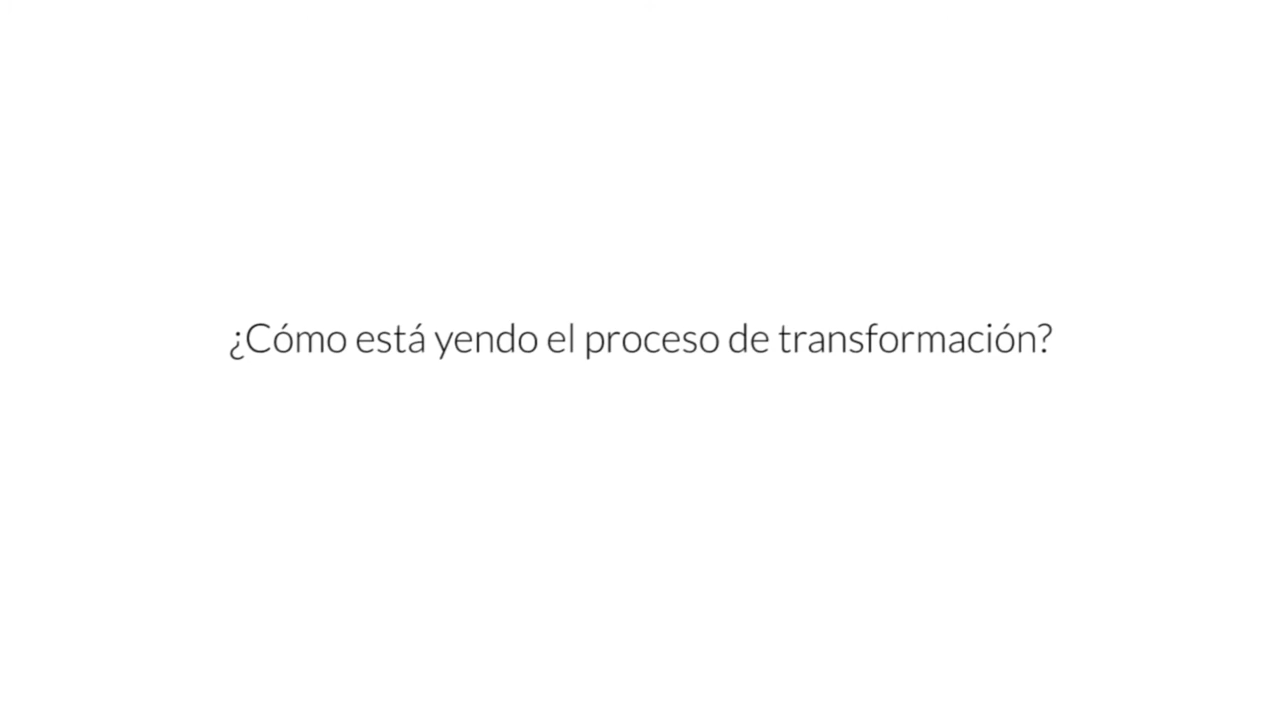 ¿Cómo está yendo el proceso de transformación?